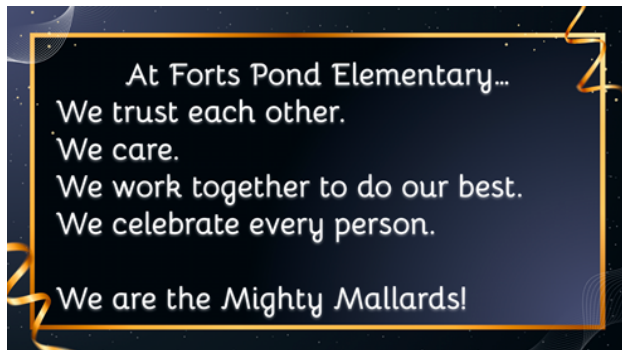 At Forts Pond Elementary...
We trust each other.
We care.
We work together to do our best.
We celebrate every person.
We are the Mighty Mallards!